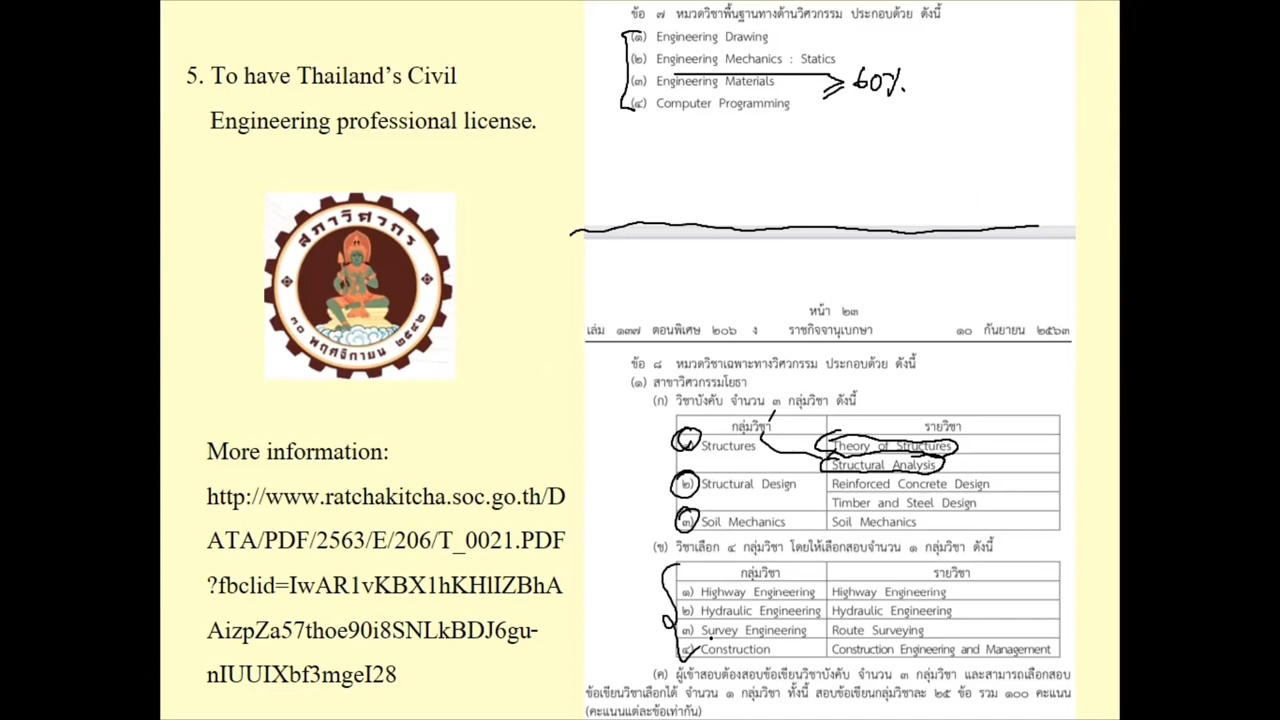 5. To have Thailand's Civil
Engineering professional license.
สภาวิศวกร
๓๐ พฤศจิกายน ๒๕๔๒
More information:
http://www.ratchakitcha.soc.go.th/D
ATA/PDF/2563/E/206/T_0021.PDF
?fbclid=IwAR1vKBX1hKHlIZBhA
AizpZa57thoe90i8SNLkBDJ6gu-
nIUUIXbf3mgeI28
ข้อ ๗ หมวดวิชาพื้นฐานทางด้านวิศวกรรม ประกอบด้วย ดังนี้
(๑) Engineering Drawing
(๒) Engineering Mechanics : Statics
(๓) Engineering Materials
60%.
(๔) Computer Programming
หน้า ๒๓
เล่ม ๑๓๗ ตอนพิเศษ ๒๐๖ ง ราชกิจจานุเบกษา ๑๐ กันยายน ๒๕๖๓
ข้อ ๘ หมวดวิชาเฉพาะทางวิศวกรรม ประกอบด้วย ดังนี้
(๑) สาขาวิศวกรรมโยธา
(ก) วิชาบังคับ จำนวน ๓ กลุ่มวิชา ดังนี้
กลุ่มวิชา รายวิชา
Structures Theory of Structures
Structural Analysis
๒) Structural Design Reinforced Concrete Design
Timber and Steel Design
๓) Soil Mechanics Soil Mechanics
(ข) วิชาเลือก ๔ กลุ่มวิชา โดยให้เลือกสอบจำนวน ๑ กลุ่มวิชา ดังนี้
กลุ่มวิชา รายวิชา
๑) Highway Engineering Highway Engineering
๒) Hydraulic Engineering Hydraulic Engineering
๓) Survey Engineering Route Surveying
๔) Construction Construction Engineering and Management
(ค) ผู้เข้าสอบต้องสอบข้อเขียนวิชาบังคับ จำนวน ๓ กลุ่มวิชา และสามารถเลือกสอบ
ข้อเขียนวิชาเลือกได้ จำนวน ๑ กลุ่มวิชา ทั้งนี้ สอบข้อเขียนกลุ่มวิชาละ ๒๕ ข้อ รวม ๑๐๐ คะแนน
(คะแนนแต่ละข้อเท่ากัน)